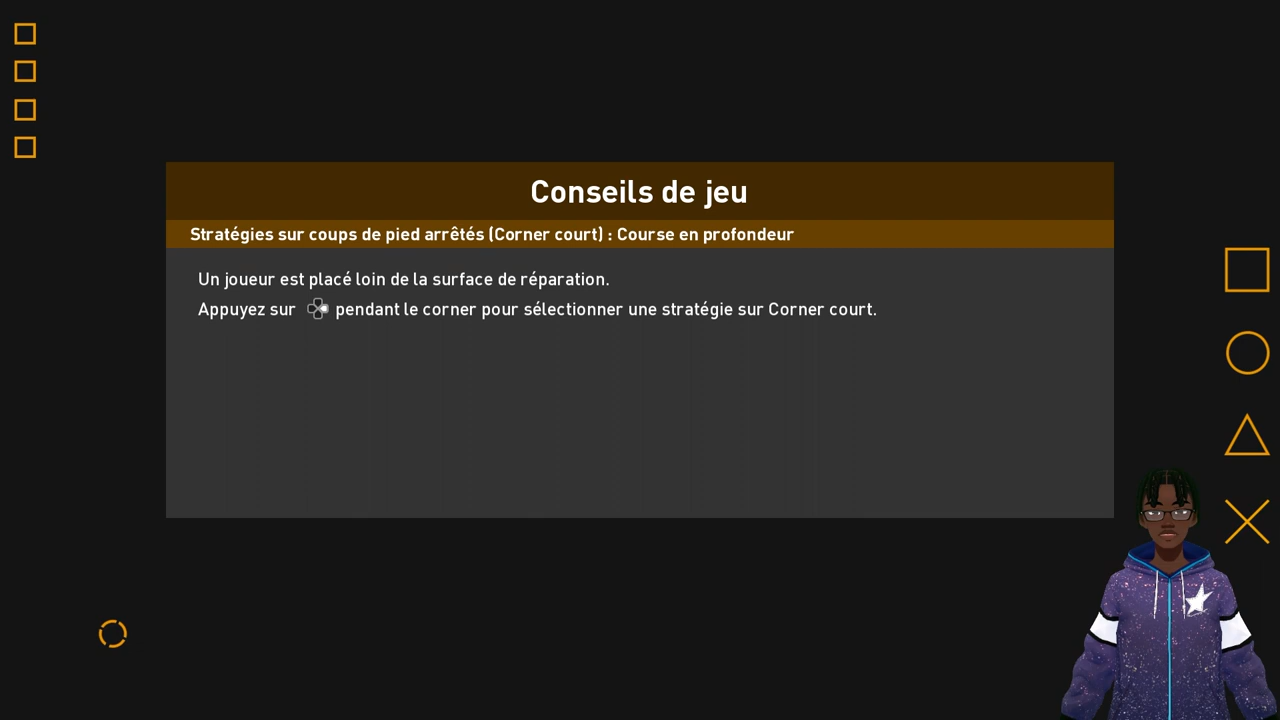 Conseils de jeu
Stratégies sur coups de pied arrêtés (Corner court) : Course en profondeur
Un joueur est placé loin de la surface de réparation.
Appuyez sur pendant le corner pour sélectionner une stratégie sur Corner court.